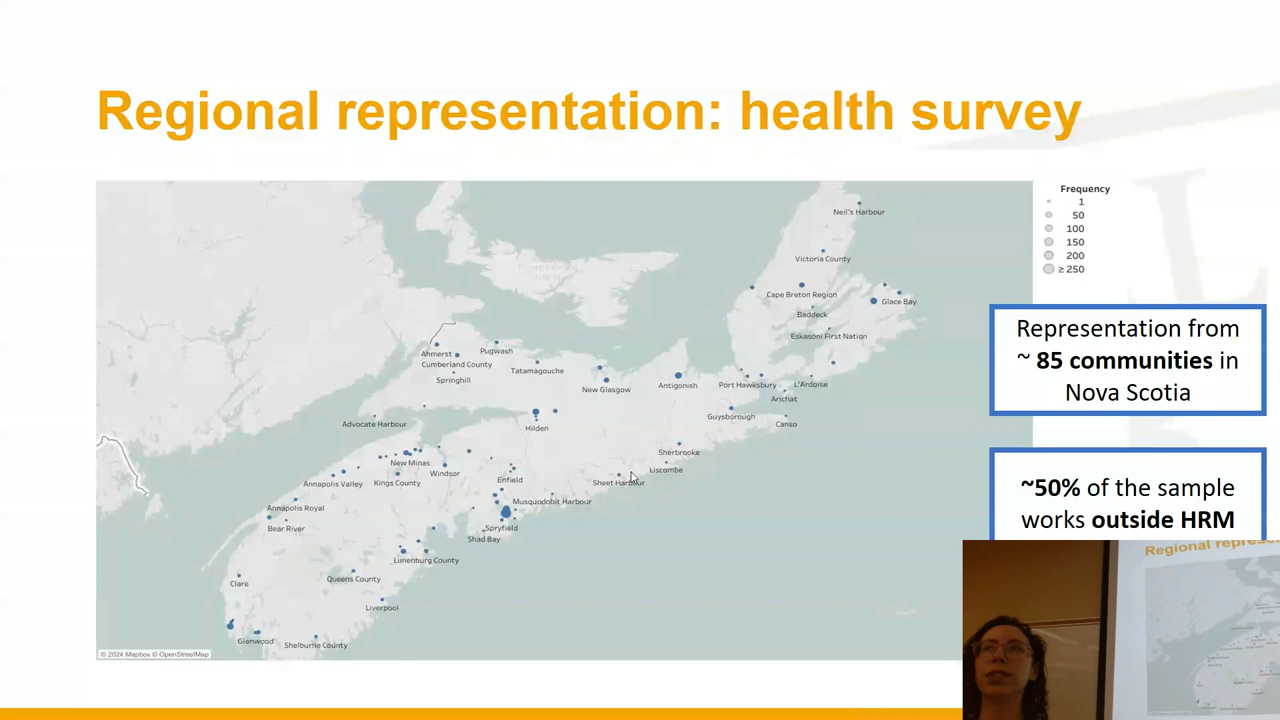 Regional representation: health survey
Frequency
1
50
100
150
200
≥ 250
Neil's Harbour
Victoria County
Cape Breton Region
Glace Bay
Baddeck
Eskasoni First Nation
Amherst
Pugwash
Cumberland County
Tatamagouche
Springhill
New Glasgow
Antigonish
Port Hawksbury
L'Ardoise
Arichat
Guysborough
Canso
Advocate Harbour
Hilden
Sherbrooke
New Minas
Liscombe
Windsor
Annapolis Valley
Kings County
Enfield
Sheet Harbour
Musquodobit Harbour
Annapolis Royal
Bear River
Spryfield
Shad Bay
Lunenburg County
Clare
Queens County
Liverpool
Glenwood
Shelburne County
© 2024 Mapbox © OpenStreetMap
Representation from
~ 85 communities in
Nova Scotia
~50% of the sample
works outside HRM